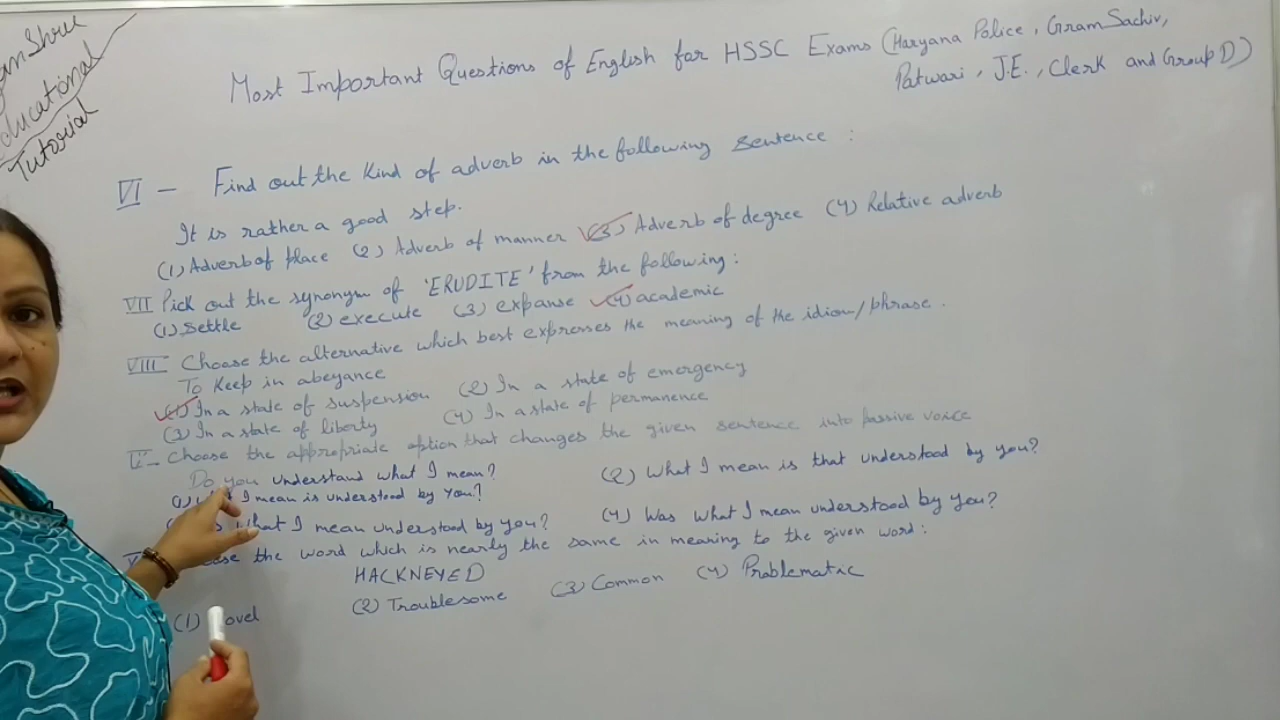 Educational
Tutorial
Most Important Questions of English for HSSC Exams (Haryana Police, Gram Sachiv,
Patwari, J.E., Clerk and Group D)
VI - Find out the Kind of adverb in the following sentence :
It is rather a good step.
(1) Adverb of place (2) Adverb of manner (3) Adverb of degree (4) Relative adverb
VII Pick out the synonym of 'ERUDITE' from the following :
(1) Settle (2) execute (3) expanse (4) academic
VIII Choose the alternative which best expresses the meaning of the idiom/phrase.
To Keep in abeyance
(1) In a state of suspension (2) In a state of emergency
(3) In a state of liberty (4) In a state of permanence
Choose the appropriate option that changes the given sentence into passive voice
Do you understand what I mean?
(1) What I mean is understood by you? (2) What I mean is that understood by you?
what I mean understood by you? (4) Was what I mean understood by you?
the word which is nearly the same in meaning to the given word :
HACKNEYED
(1) ovel (2) Troublesome (3) Common (4) Problematic